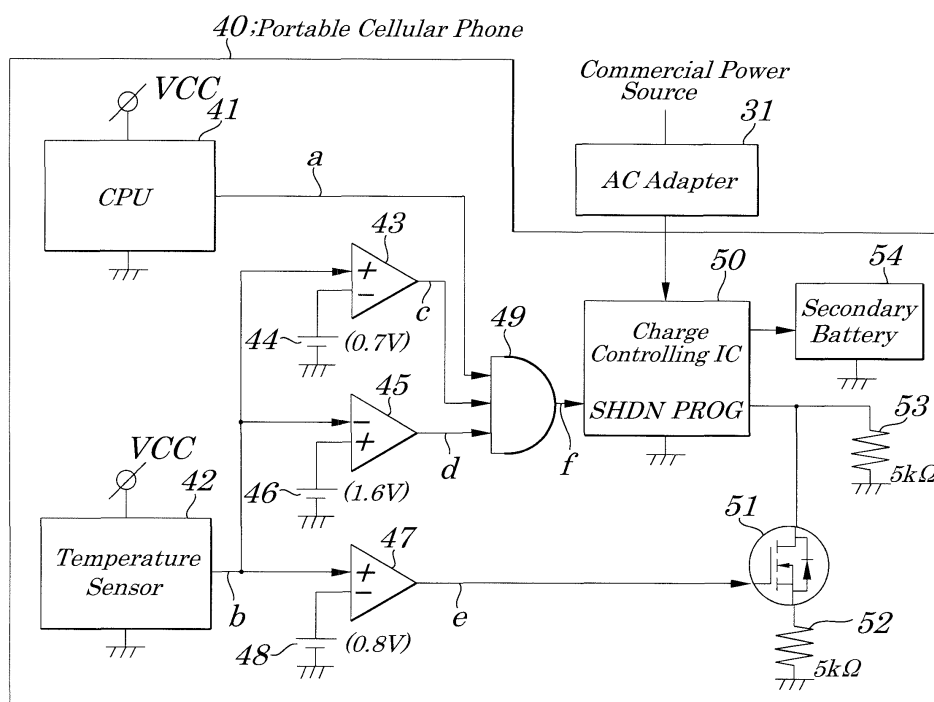 40;Portable Cellular Phone
Commercial Power
Source
VCC
41
31
a
CPU
AC Adapter
43
+
−
c
50
54
44
(0.7V)
49
Charge
Controlling IC
Secondary
Battery
45
−
+
SHDN PROG
53
d
f
VCC
42
46
(1.6V)
5kΩ
51
47
Temperature
Sensor
+
−
b
e
52
48
(0.8V)
5kΩ